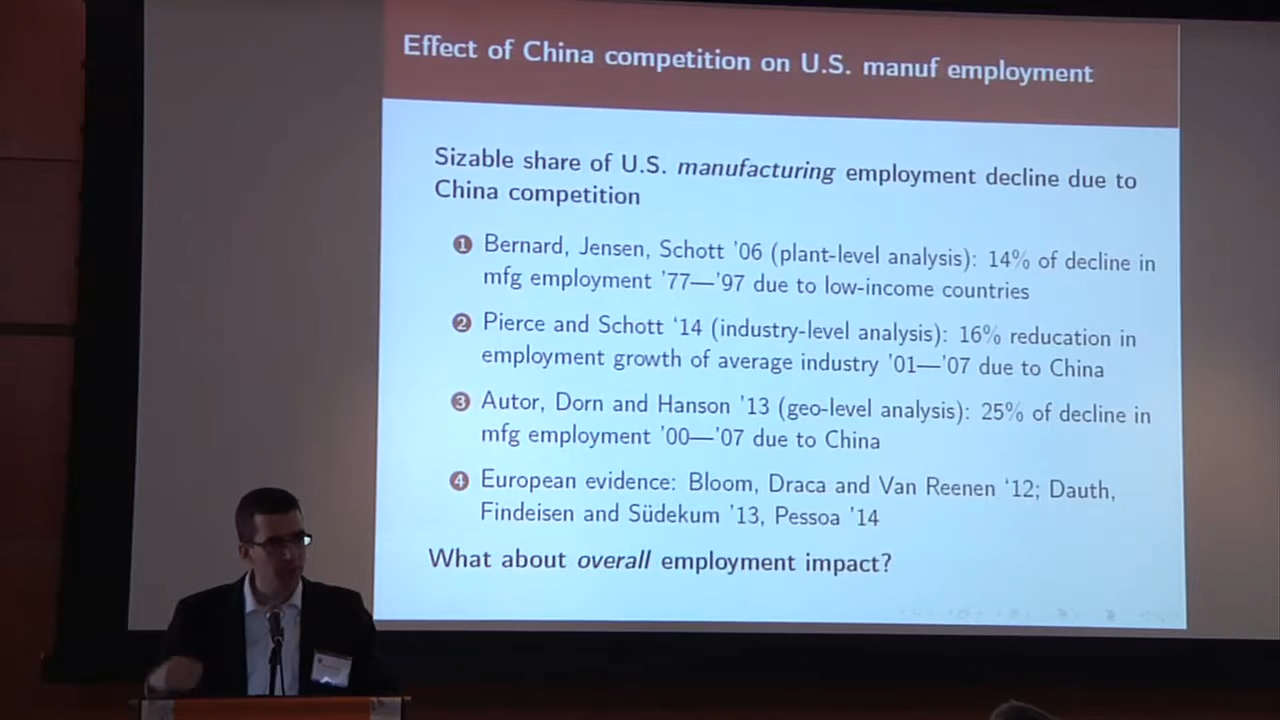 Effect of China competition on U.S. manuf employment
Sizable share of U.S. manufacturing employment decline due to
China competition
1 Bernard, Jensen, Schott '06 (plant-level analysis): 14% of decline in
mfg employment '77—'97 due to low-income countries
2 Pierce and Schott ‘14 (industry-level analysis): 16% reducation in
employment growth of average industry '01—'07 due to China
3 Autor, Dorn and Hanson '13 (geo-level analysis): 25% of decline in
mfg employment '00—'07 due to China
4 European evidence: Bloom, Draca and Van Reenen ‘12; Dauth,
Findeisen and Südekum '13, Pessoa '14
What about overall employment impact?